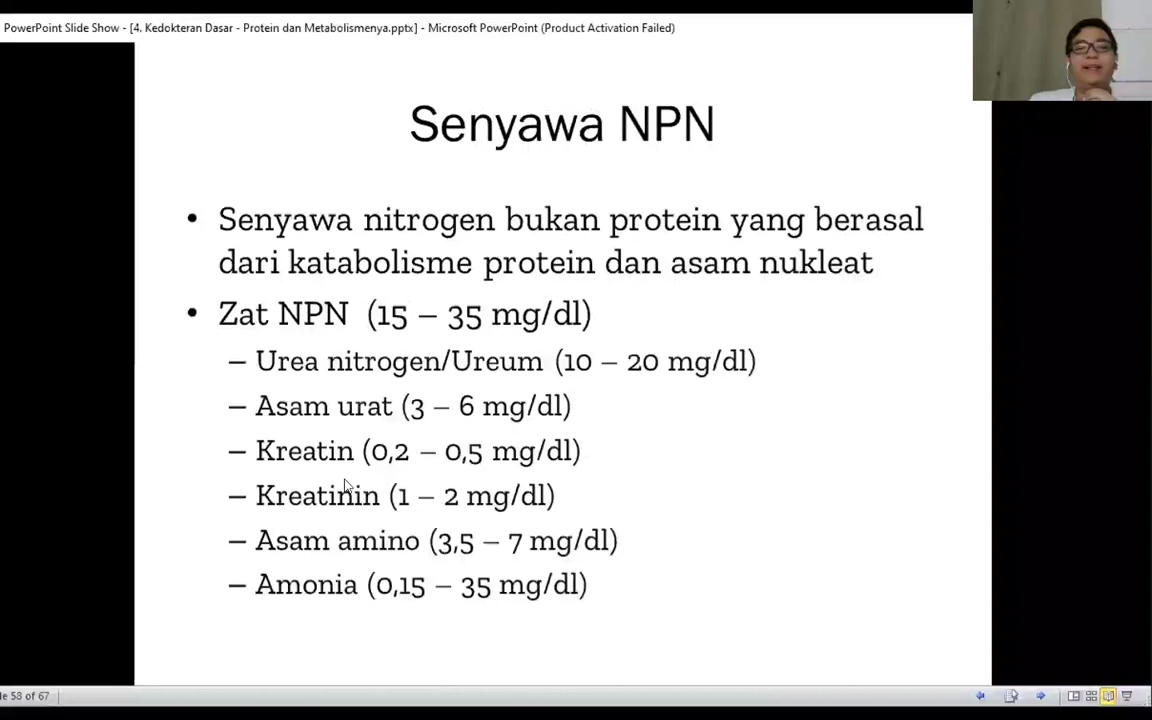 PowerPoint Slide Show - [4. Kedokteran Dasar - Protein dan Metabolismenya.pptx] - Microsoft PowerPoint (Product Activation Failed)
Senyawa NPN
• Senyawa nitrogen bukan protein yang berasal
dari katabolisme protein dan asam nukleat
• Zat NPN (15 – 35 mg/dl)
– Urea nitrogen/Ureum (10 – 20 mg/dl)
– Asam urat (3 – 6 mg/dl)
– Kreatin (0,2 – 0,5 mg/dl)
– Kreatinin (1 – 2 mg/dl)
– Asam amino (3,5 – 7 mg/dl)
– Amonia (0,15 – 35 mg/dl)
le 58 of 67